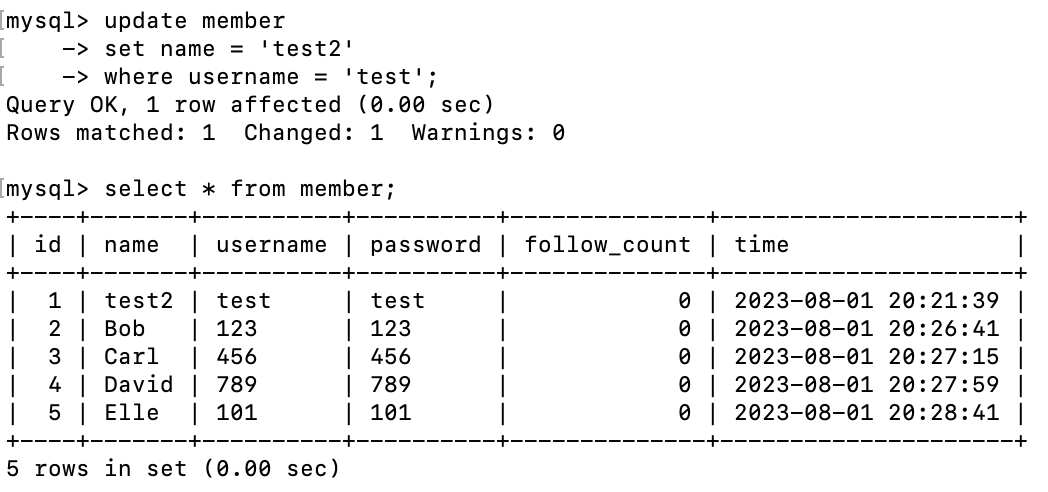 mysql> update member
    -> set name = 'test2'
    -> where username = 'test';
Query OK, 1 row affected (0.00 sec)
Rows matched: 1  Changed: 1  Warnings: 0

mysql> select * from member;
+----+-------+----------+----------+--------------+---------------------+
| id | name  | username | password | follow_count | time                |
+----+-------+----------+----------+--------------+---------------------+
|  1 | test2 | test     | test     |            0 | 2023-08-01 20:21:39 |
|  2 | Bob   | 123      | 123      |            0 | 2023-08-01 20:26:41 |
|  3 | Carl  | 456      | 456      |            0 | 2023-08-01 20:27:15 |
|  4 | David | 789      | 789      |            0 | 2023-08-01 20:27:59 |
|  5 | Elle  | 101      | 101      |            0 | 2023-08-01 20:28:41 |
+----+-------+----------+----------+--------------+---------------------+
5 rows in set (0.00 sec)